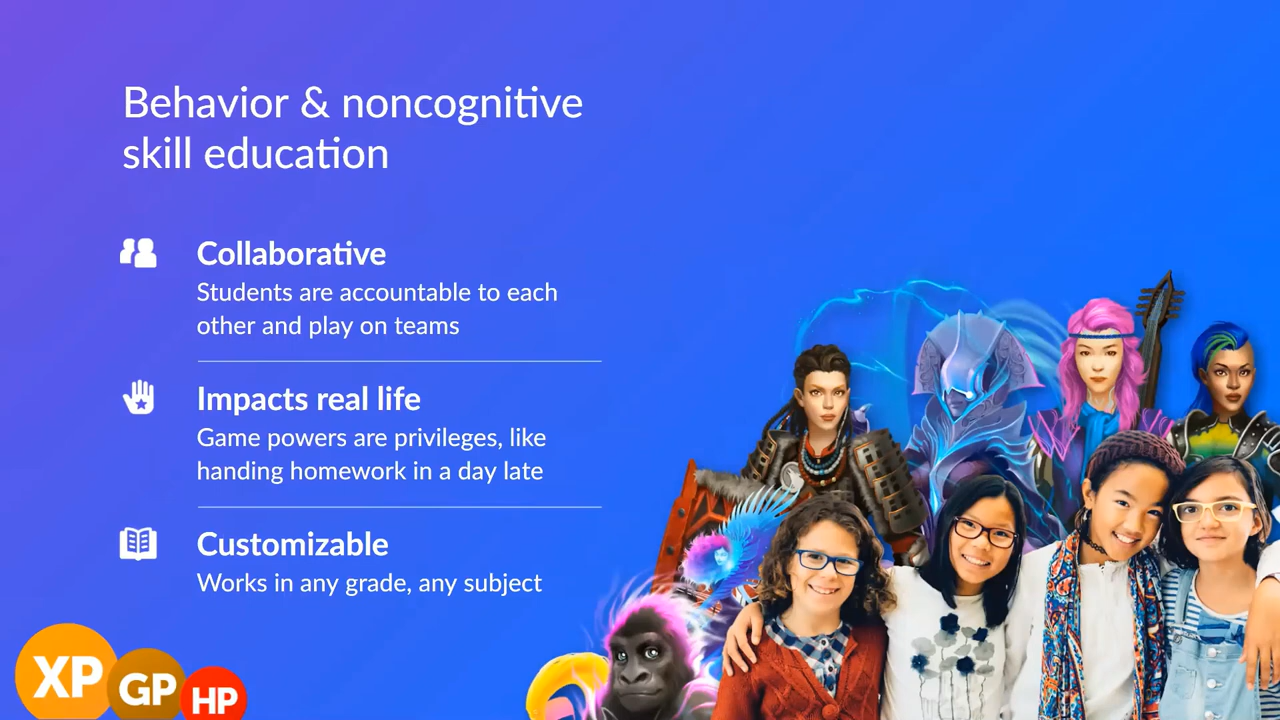 Behavior & noncognitive
skill education
Collaborative
Students are accountable to each
other and play on teams
Impacts real life
Game powers are privileges, like
handing homework in a day late
Customizable
Works in any grade, any subject
XP
GP
HP